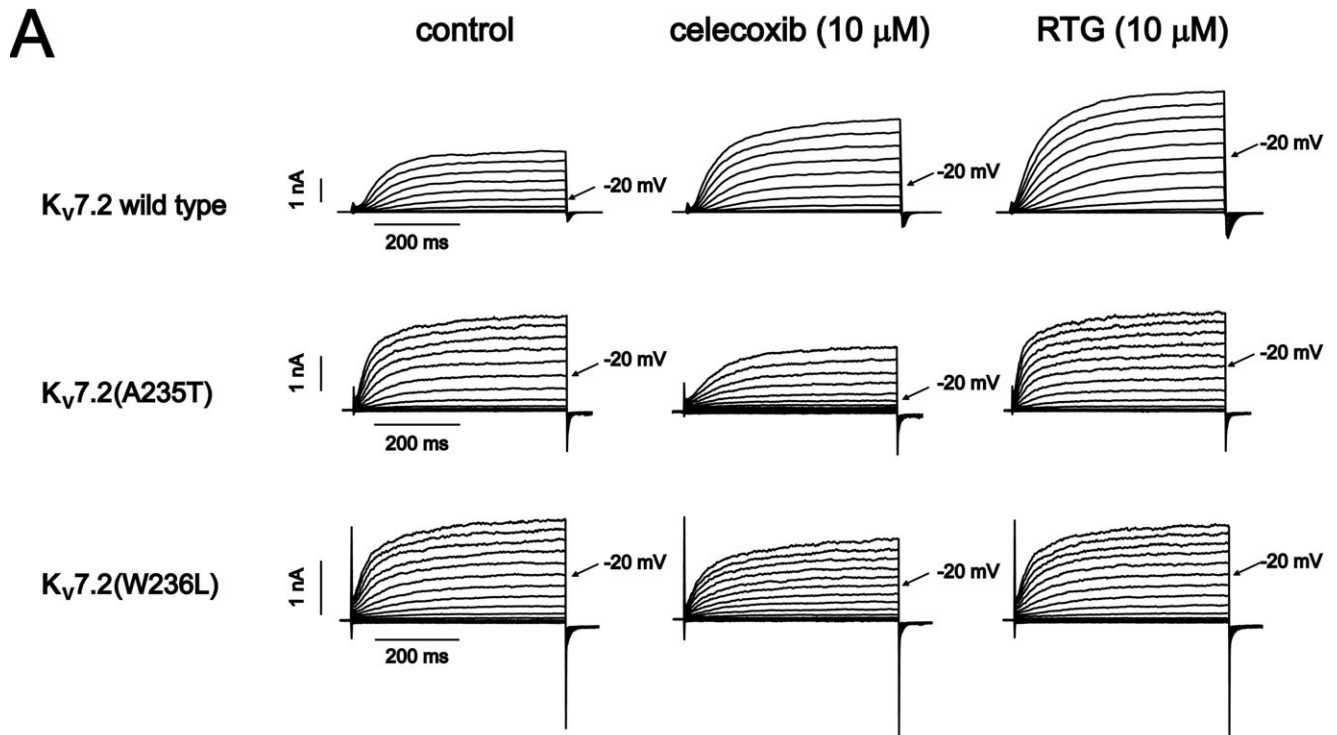 A
control celecoxib (10 μM) RTG (10 μM)
Kv7.2 wild type
1 nA
-20 mV
-20 mV
-20 mV
200 ms
Kv7.2(A235T)
1 nA
-20 mV
-20 mV
-20 mV
200 ms
Kv7.2(W236L)
1 nA
-20 mV
-20 mV
-20 mV
200 ms